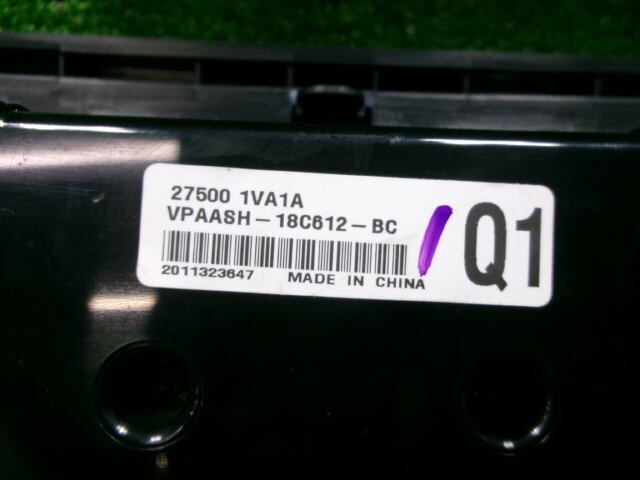 27500 1VA1A
VPAASH-18C612-BC
2011323647 MADE IN CHINA
Q1